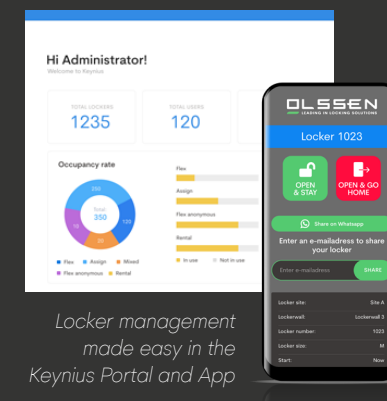 Hi Administrator!
Welcome to Keynius
TOTAL LOCKERS
1235
TOTAL USERS
120
Occupancy rate
Total
350
Flex
Assign
Flex anonymous
Rental
Flex Assign Mixed
Flex anonymous Rental
In use Not in use
OLSSEN
LEADING IN LOCKING SOLUTIONS
Locker 1023
OPEN
& STAY
OPEN & GO
HOME
Share on Whatsapp
Enter an e-mailadress to share
your locker
Enter e-mailadress
SHARE
Locker site: Site A
Lockerwall: Lockerwall 3
Locker number: 1023
Locker size: M
Start: Now
Locker management
made easy in the
Keynius Portal and App